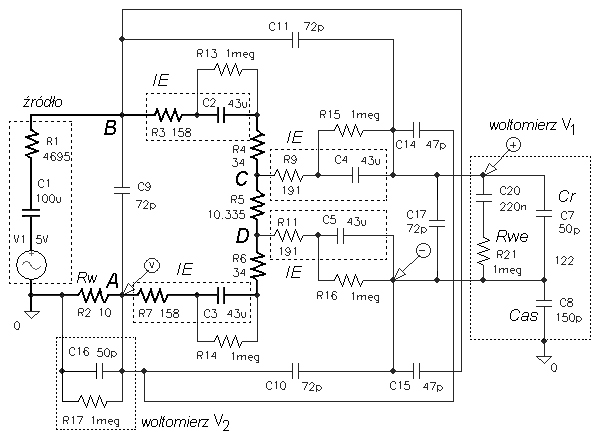 C11 72p
R13 1meg
IE
źródło
C2 43u
R3 158
B
R15 1meg
woltomierz V1
R1
4695
R4
34
IE
C14 47p
+
C1
100u
C
R9
191
C4 43u
C9
72p
R5
10.335
C20
220n
Cr
C7
50p
V1 5V
D
R11
191
C5 43u
C17
72p
Rwe
R21
1meg
122
Rw
A
V
IE
R6
34
IE
R16 1meg
−
0
R2 10
R7 158
C3 43u
Cas
C8
150p
R14 1meg
C16 50p
0
C10 72p
C15 47p
R17 1meg
woltomierz V2